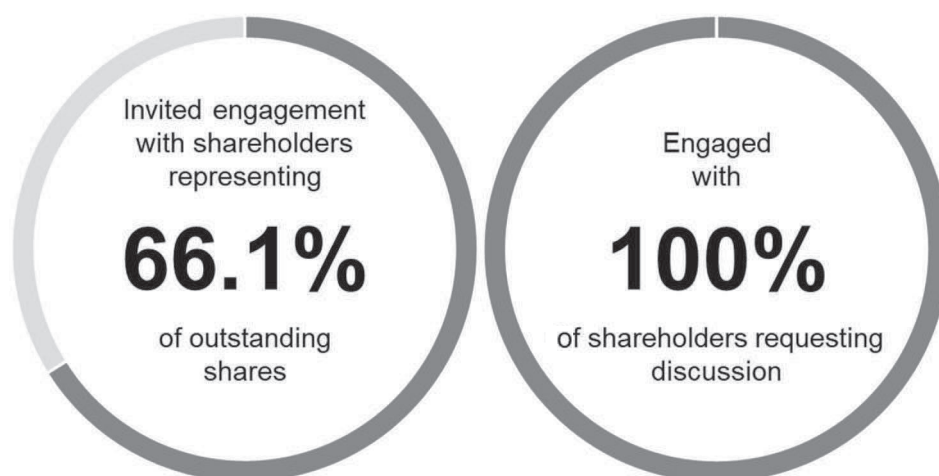 Invited engagement
with shareholders
representing
66.1%
of outstanding
shares
Engaged
with
100%
of shareholders requesting
discussion